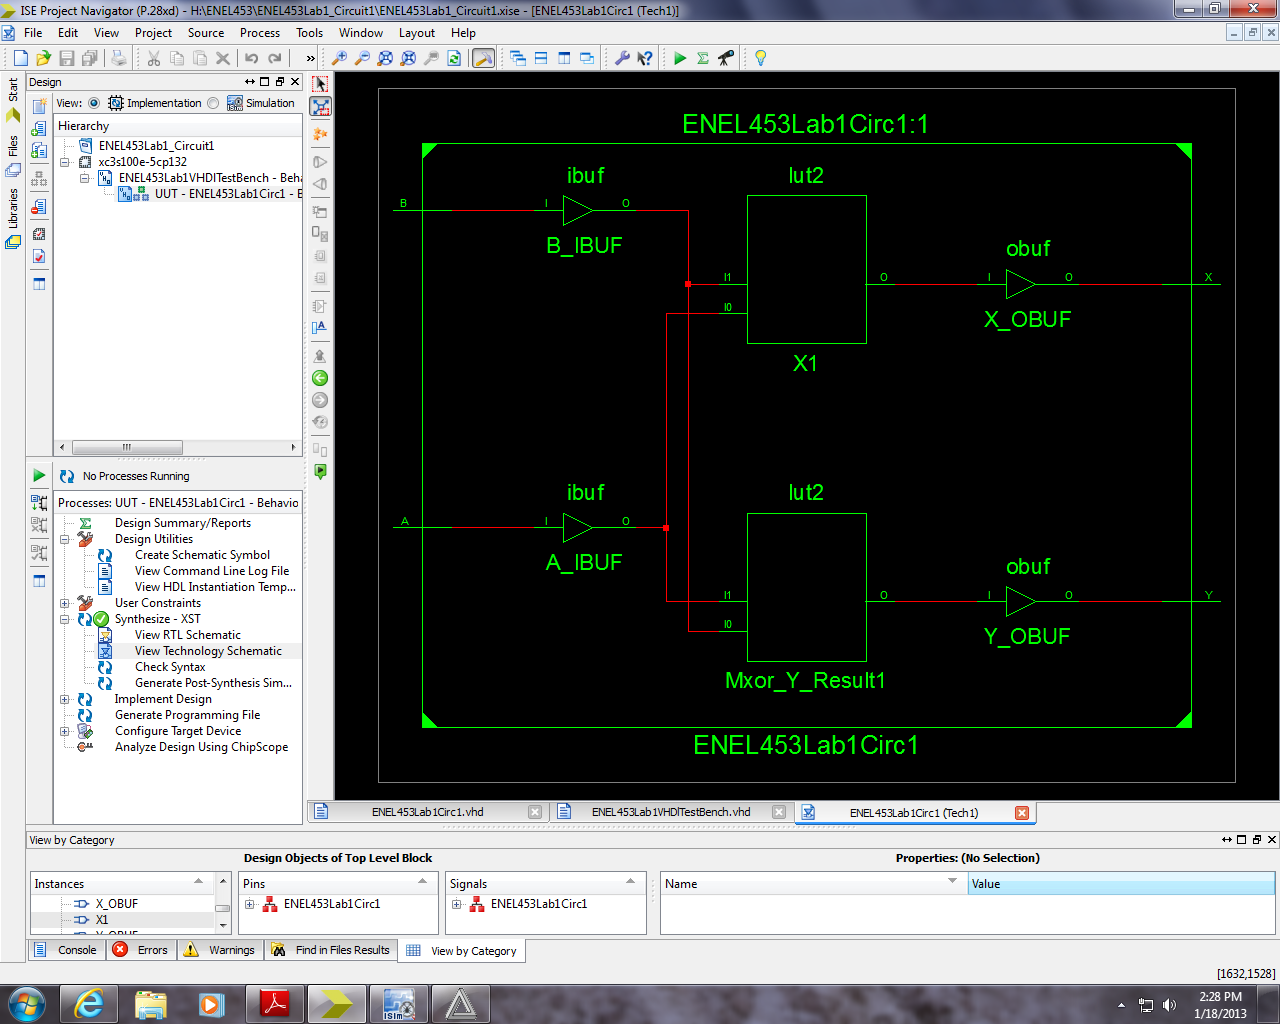 ISE Project Navigator (P.28xd) - H:\ENEL453\ENEL453Lab1_Circuit1\ENEL453Lab1_Circuit1.xise - [ENEL453Lab1Circ1 (Tech1)]
File Edit View Project Source Process Tools Window Layout Help
Start
Files
Libraries
Design
View: Implementation Simulation
Hierarchy
ENEL453Lab1_Circuit1
xc3s100e-5cp132
ENEL453Lab1VHDlTestBench - Beha
UUT - ENEL453Lab1Circ1 - B
No Processes Running
Processes: UUT - ENEL453Lab1Circ1 - Behavio
Design Summary/Reports
Design Utilities
Create Schematic Symbol
View Command Line Log File
View HDL Instantiation Temp...
User Constraints
Synthesize - XST
View RTL Schematic
View Technology Schematic
Check Syntax
Generate Post-Synthesis Sim...
Implement Design
Generate Programming File
Configure Target Device
Analyze Design Using ChipScope
ENEL453Lab1Circ1:1
ibuf lut2
B I O
B_IBUF
obuf
I1 O I O X
I0
X_OBUF
X1
ibuf lut2
A I O
A_IBUF
obuf
I1 O I O Y
I0
Y_OBUF
Mxor_Y_Result1
ENEL453Lab1Circ1
ENEL453Lab1Circ1.vhd ENEL453Lab1VHDlTestBench.vhd ENEL453Lab1Circ1 (Tech1)
View by Category
Design Objects of Top Level Block Properties: (No Selection)
Instances Pins Signals Name Value
X_OBUF ENEL453Lab1Circ1 ENEL453Lab1Circ1
X1
Y_OBUF
Console Errors Warnings Find in Files Results View by Category
[1632,1528]
ISim
2:28 PM
1/18/2013